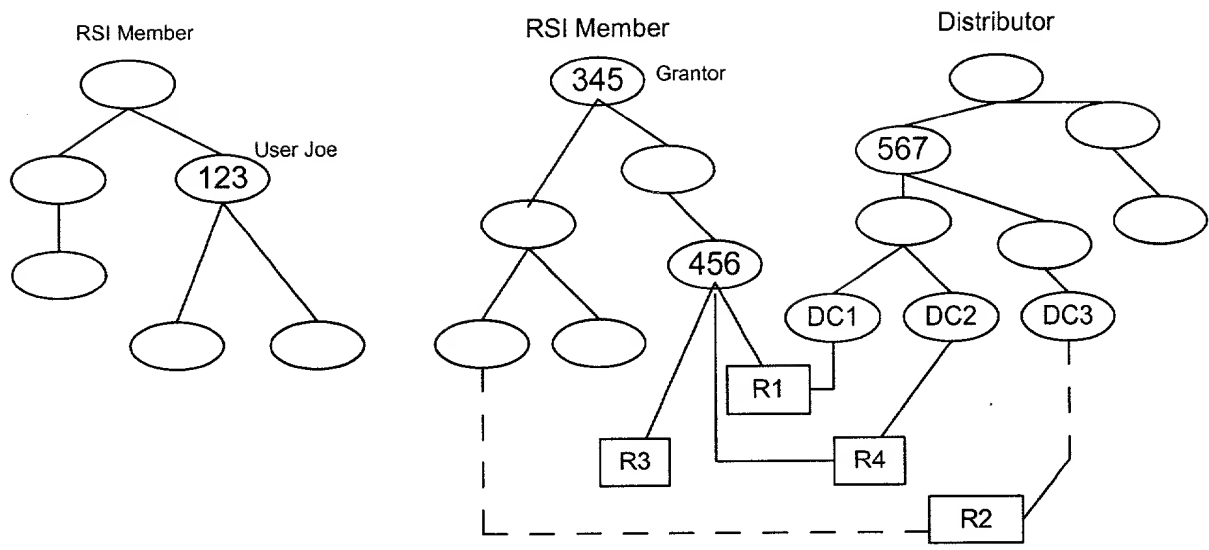 RSI Member
RSI Member
Distributor
345
Grantor
User Joe
123
567
456
DC1
DC2
DC3
R1
R3
R4
R2